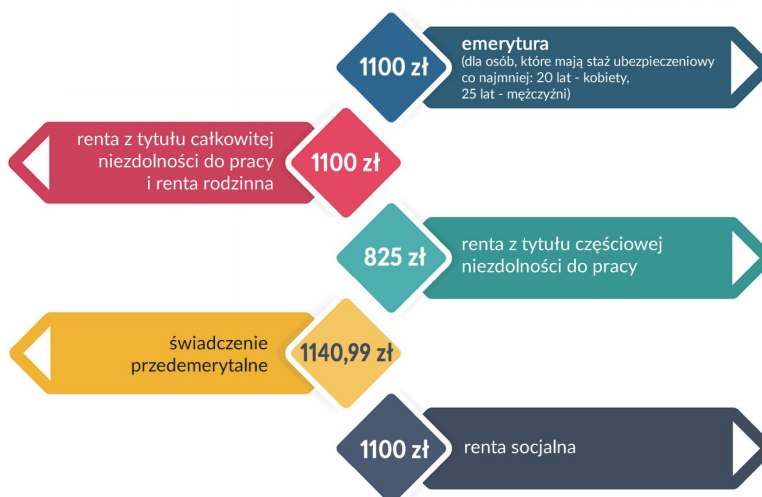 1100 zł
emerytura
(dla osób, które mają staż ubezpieczeniowy
co najmniej: 20 lat - kobiety,
25 lat - mężczyźni)
renta z tytułu całkowitej
niezdolności do pracy
i renta rodzinna
1100 zł
825 zł
renta z tytułu częściowej
niezdolności do pracy
świadczenie
przedemerytalne
1140,99 zł
1100 zł
renta socjalna